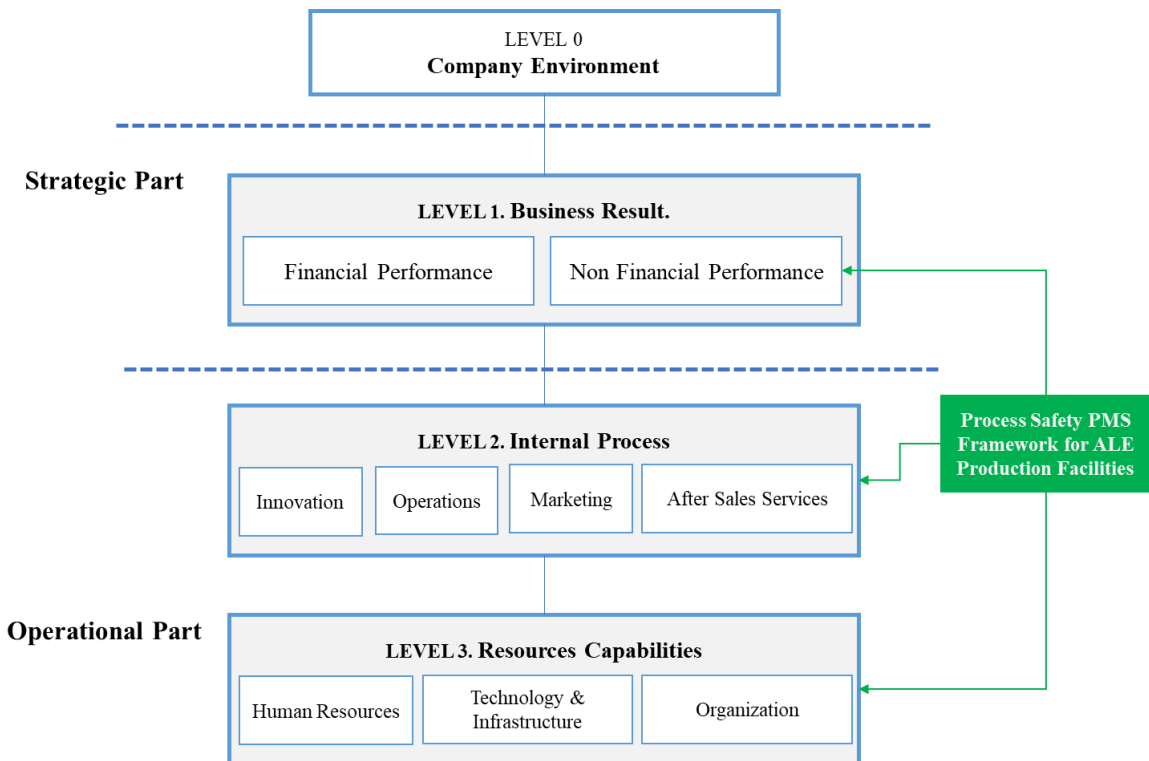 LEVEL 0
Company Environment
Strategic Part
LEVEL 1. Business Result.
Financial Performance
Non Financial Performance
LEVEL 2. Internal Process
Innovation
Operations
Marketing
After Sales Services
Process Safety PMS
Framework for ALE
Production Facilities
Operational Part
LEVEL 3. Resources Capabilities
Human Resources
Technology &
Infrastructure
Organization